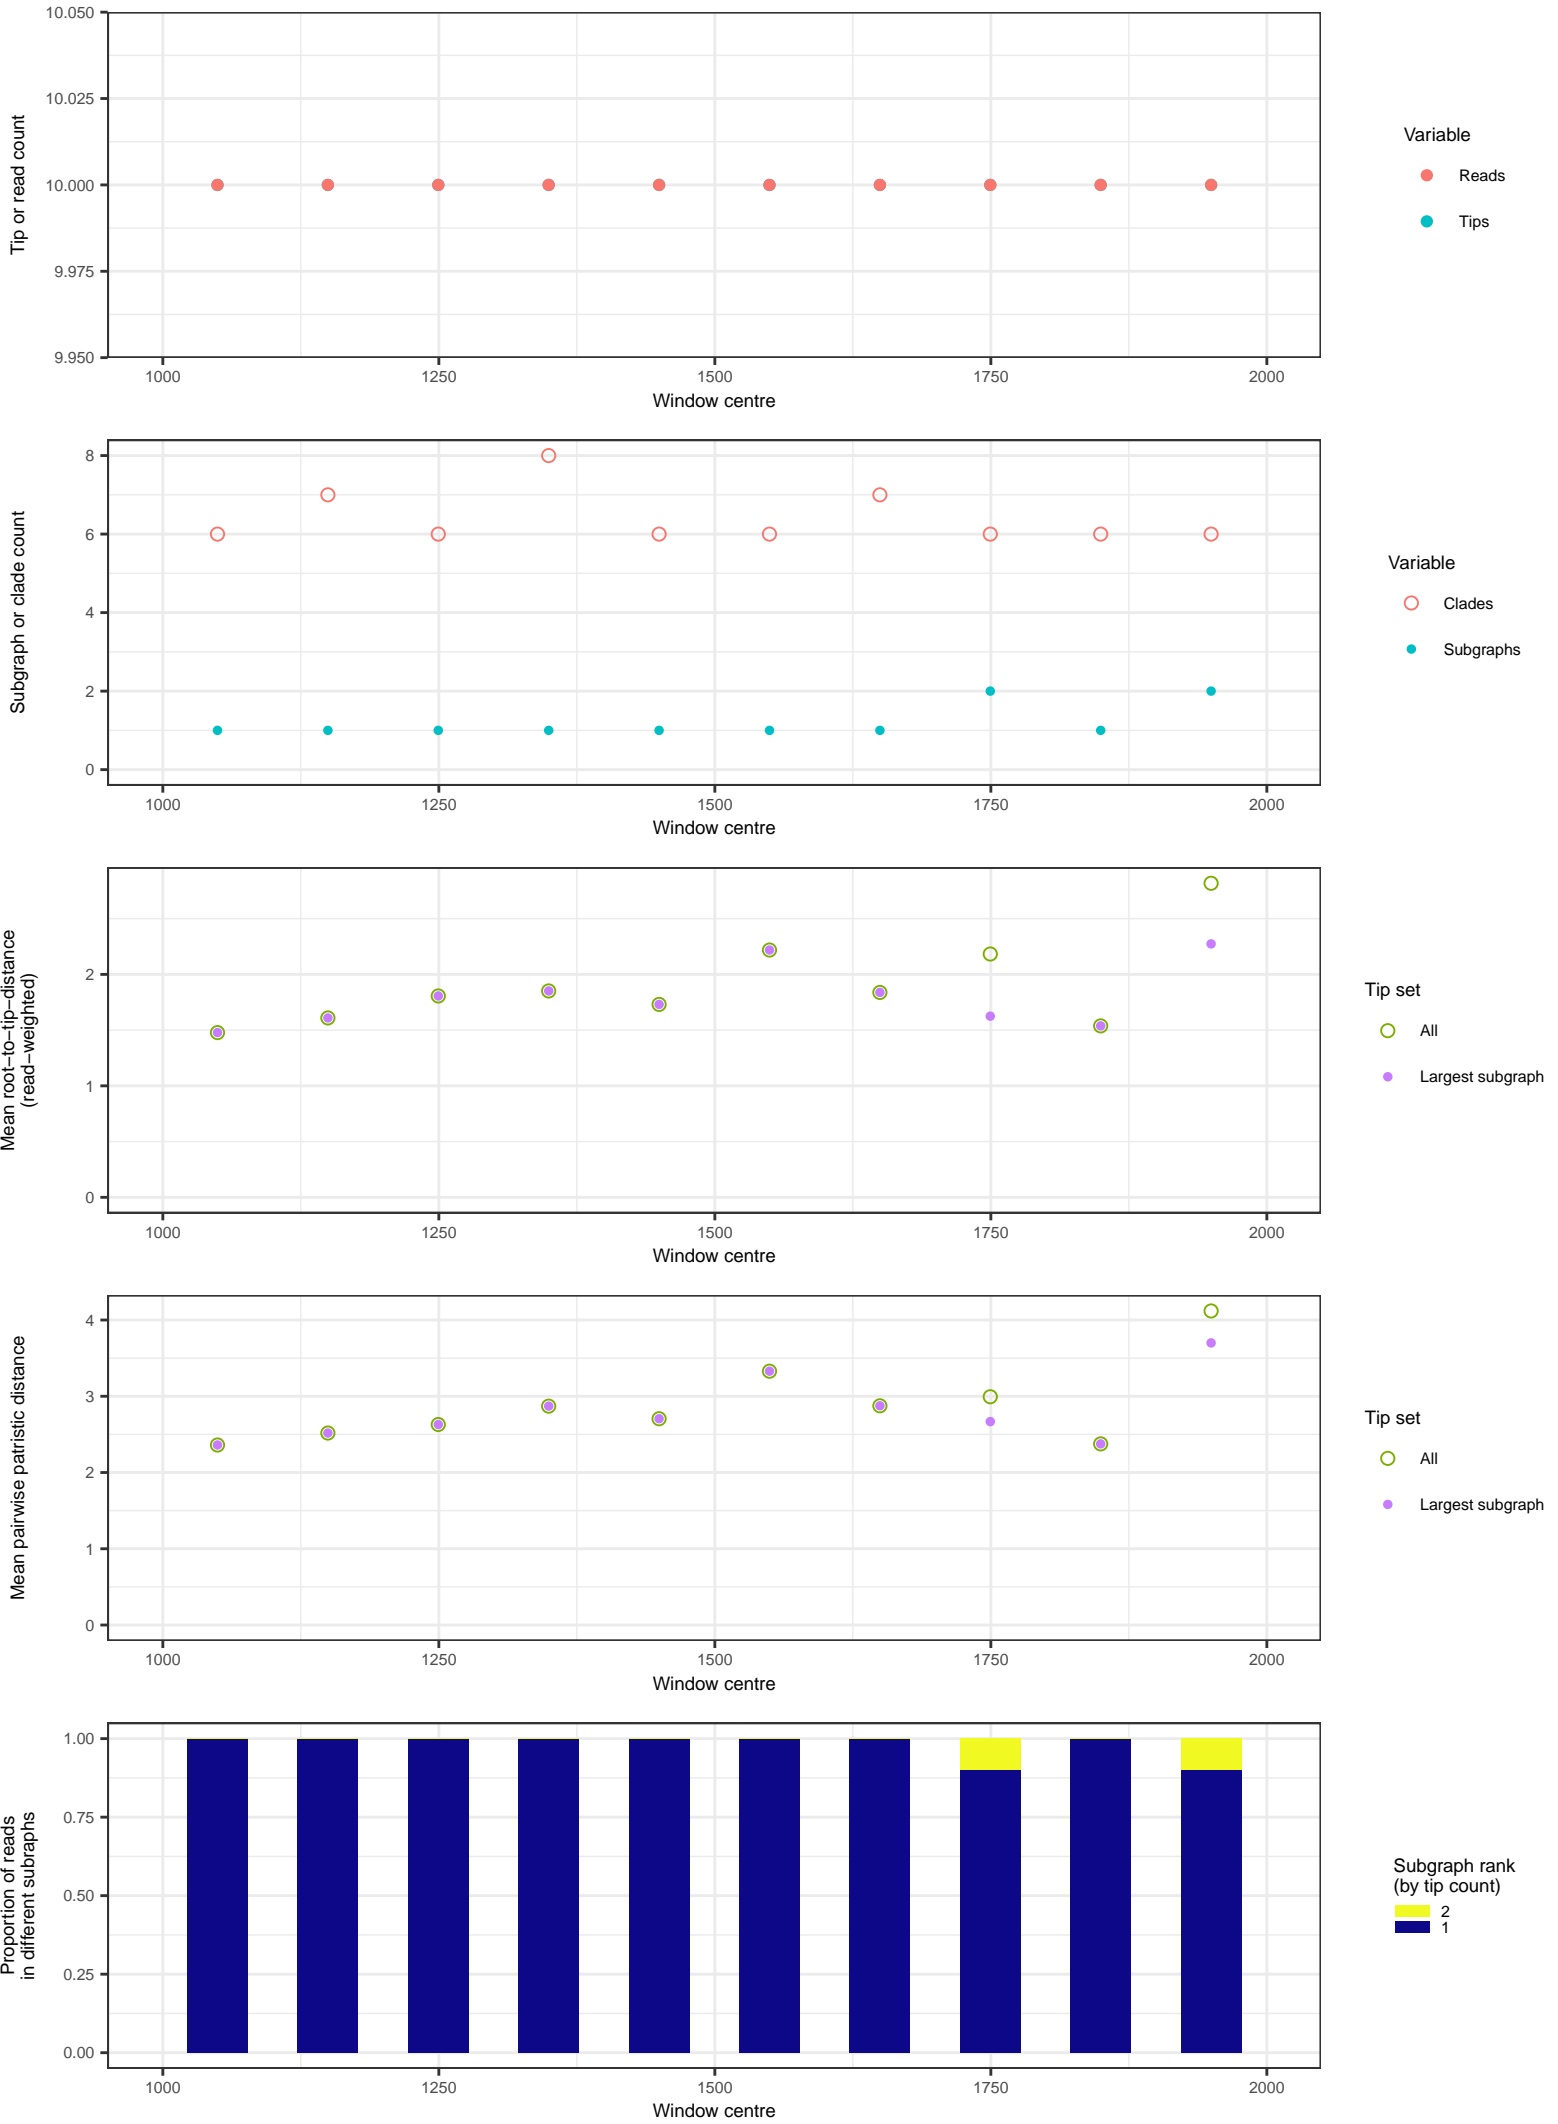 10.050
10.025
10.000
9.975
9.950
Tip or read count
1000
1250
1500
1750
2000
Window centre
Variable
Reads
Tips
8
6
4
2
0
Subgraph or clade count
1000
1250
1500
1750
2000
Window centre
Variable
Clades
Subgraphs
2
1
0
Mean root−to−tip−distance
(read−weighted)
1000
1250
1500
1750
2000
Window centre
Tip set
All
Largest subgraph
4
3
2
1
0
Mean pairwise patristic distance
1000
1250
1500
1750
2000
Window centre
Tip set
All
Largest subgraph
1.00
0.75
0.50
0.25
0.00
Proportion of reads
in different subraphs
1000
1250
1500
1750
2000
Window centre
Subgraph rank
(by tip count)
2
1